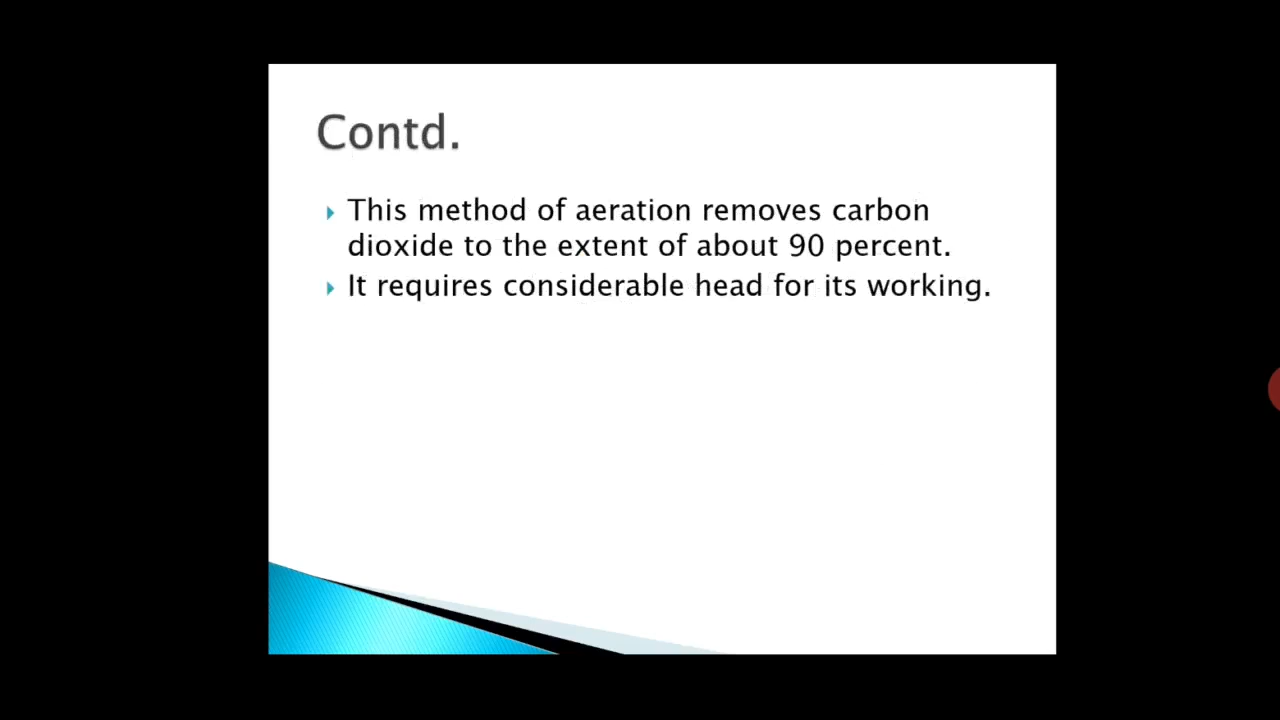 Contd.
This method of aeration removes carbon
dioxide to the extent of about 90 percent.
It requires considerable head for its working.